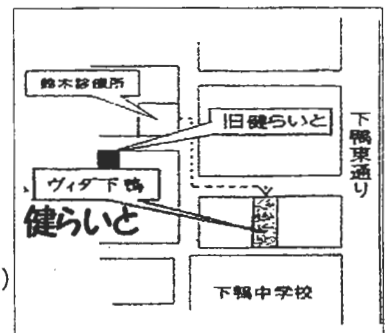 鈴木診療所
旧健らいと
下鴨東通り
ヴィダ下鴨
健らいと
下鴨中学校
)